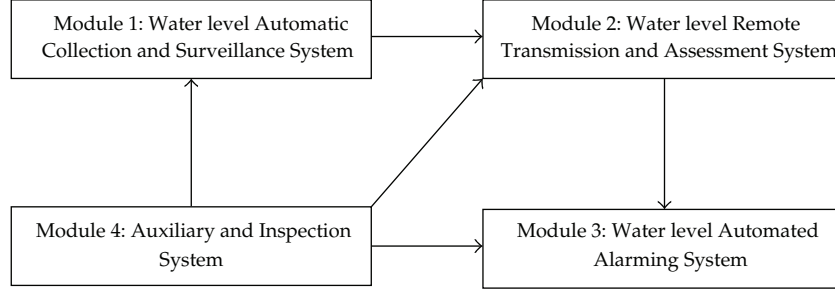 Module 1: Water level Automatic
Collection and Surveillance System
Module 2: Water level Remote
Transmission and Assessment System
Module 4: Auxiliary and Inspection
System
Module 3: Water level Automated
Alarming System